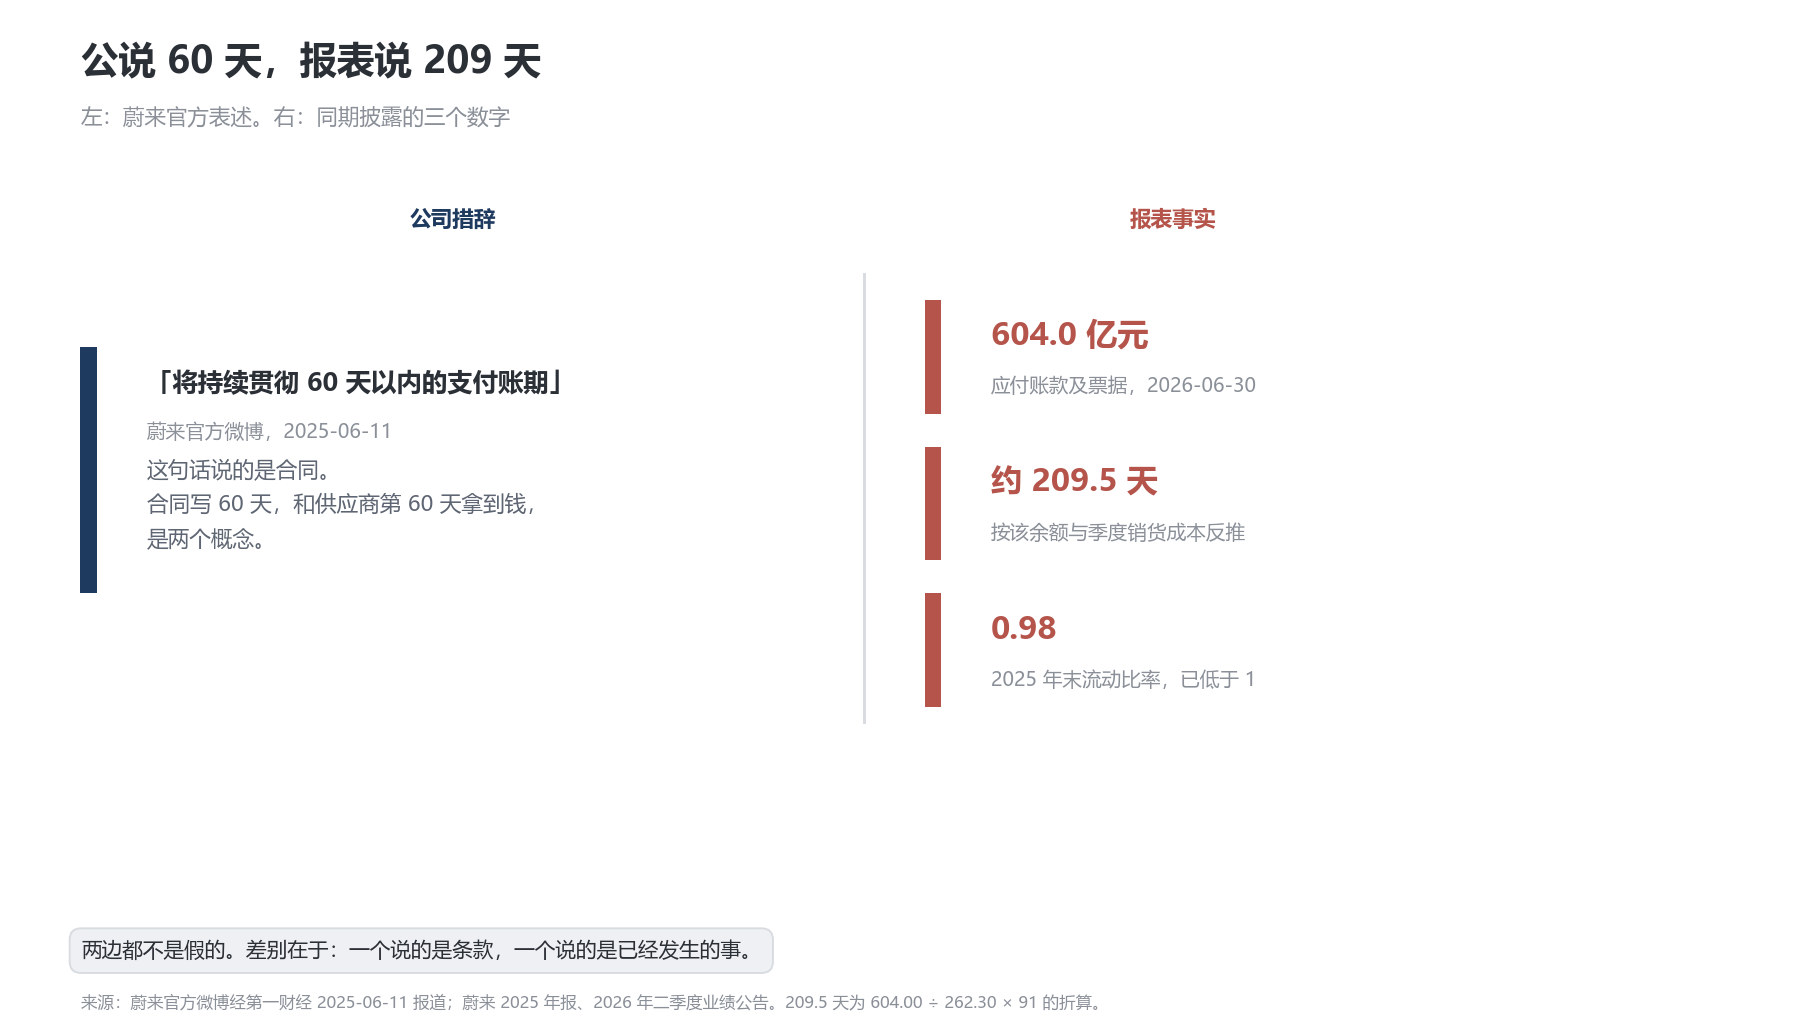 公说 60 天，报表说 209 天
左：蔚来官方表述。右：同期披露的三个数字
公司措辞
「将持续贯彻 60 天以内的支付账期」
蔚来官方微博，2025-06-11
这句话说的是合同。
合同写 60 天，和供应商第 60 天拿到钱，
是两个概念。
报表事实
604.0 亿元
应付账款及票据，2026-06-30
约 209.5 天
按该余额与季度销货成本反推
0.98
2025 年末流动比率，已低于 1
两边都不是假的。差别在于：一个说的是条款，一个说的是已经发生的事。
来源：蔚来官方微博经第一财经 2025-06-11 报道；蔚来 2025 年报、2026 年二季度业绩公告。209.5 天为 604.00 ÷ 262.30 × 91 的折算。